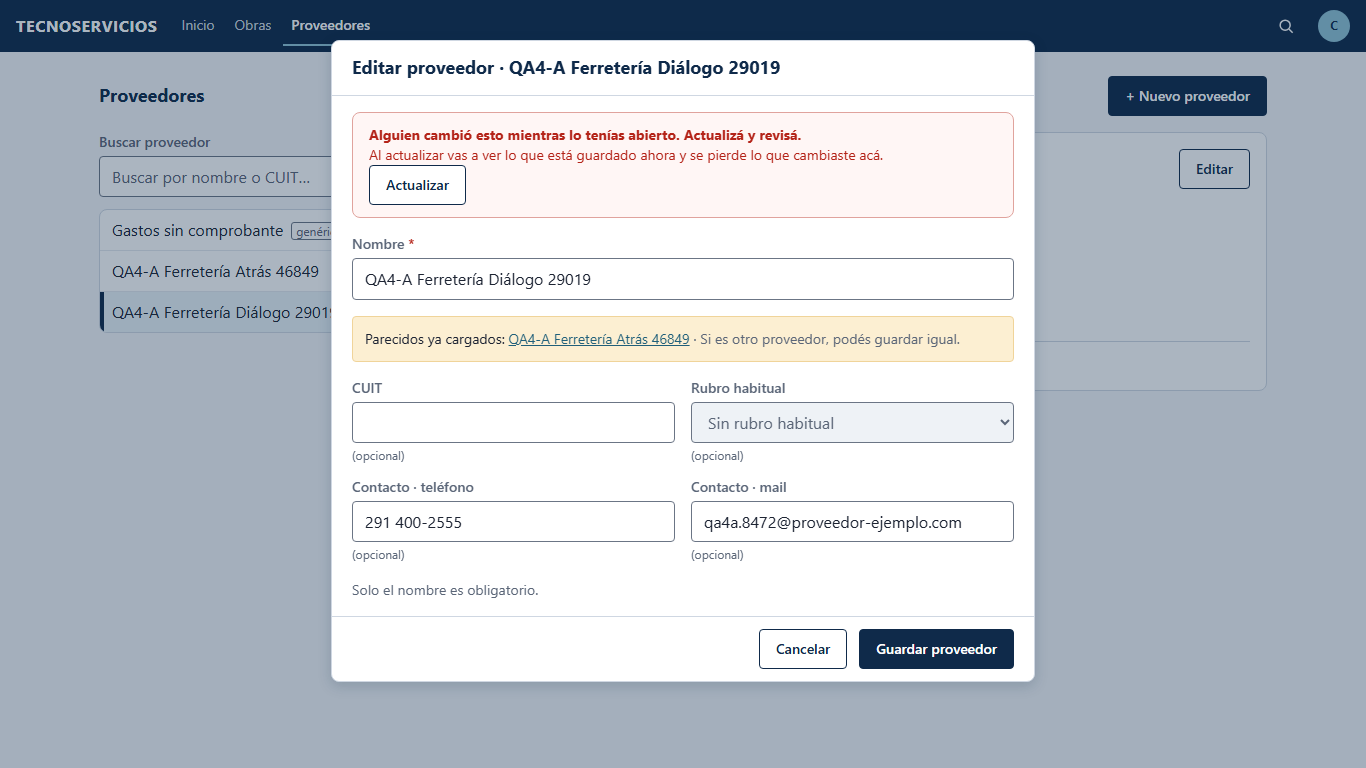 TECNOSERVICIOS Inicio Obras Proveedores C
Proveedores
+ Nuevo proveedor
Buscar proveedor
Buscar por nombre o CUIT...
Gastos sin comprobante
QA4-A Ferretería Atrás 46849
QA4-A Ferretería Diálogo
Editar
Editar proveedor · QA4-A Ferretería Diálogo 29019
Alguien cambió esto mientras lo tenías abierto. Actualizá y revisá.
Al actualizar vas a ver lo que está guardado ahora y se pierde lo que cambiaste acá.
Actualizar
Nombre *
QA4-A Ferretería Diálogo 29019
Parecidos ya cargados: QA4-A Ferretería Atrás 46849 · Si es otro proveedor, podés guardar igual.
CUIT
(opcional)
Rubro habitual
Sin rubro habitual
(opcional)
Contacto · teléfono
291 400-2555
(opcional)
Contacto · mail
qa4a.8472@proveedor-ejemplo.com
(opcional)
Solo el nombre es obligatorio.
Cancelar
Guardar proveedor